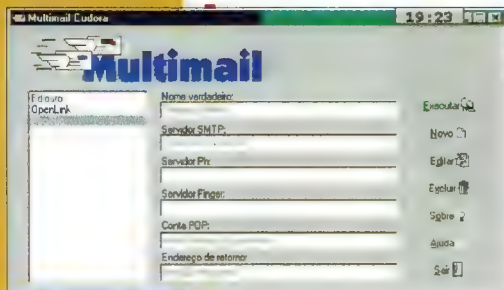 Multimail Eudora
19:23
Multimail
OpenLink
Nome verdadeiro:
Servidor SMTP:
Servidor Ph:
Servidor Finger:
Conta POP:
Endereço de retorno:
Executar
Novo
Editar
Excluir
Sobre
Ajuda
Sair